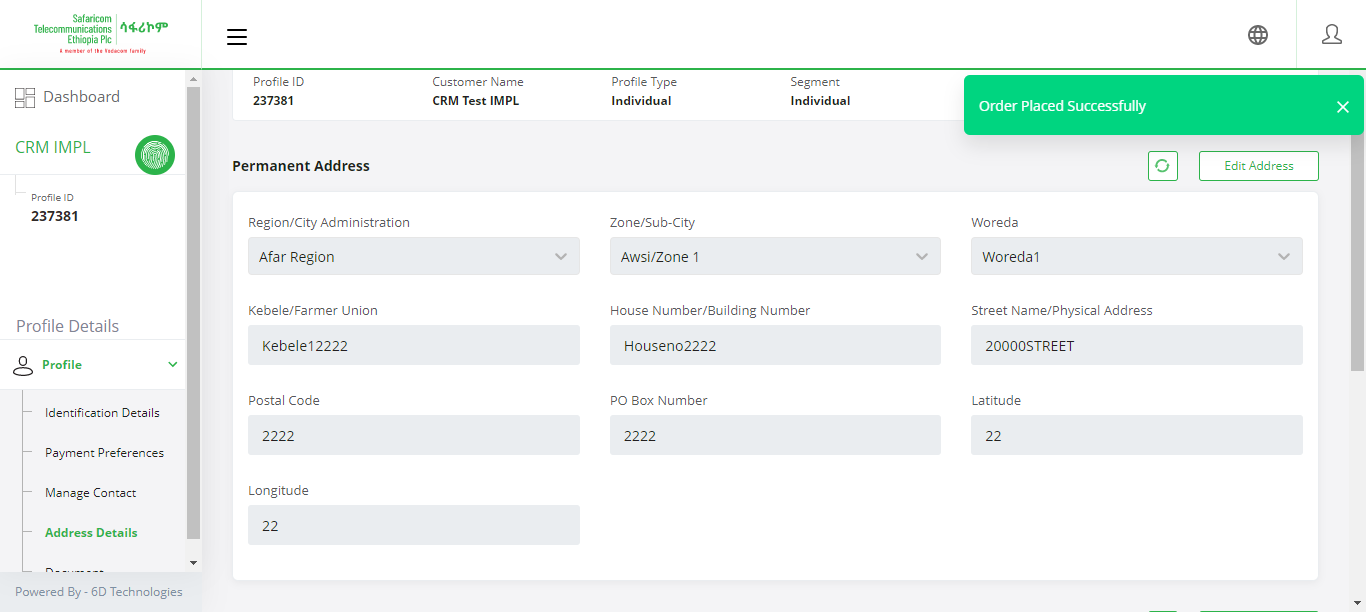 Safaricom
Telecommunications
Ethiopia Plc
ሳፋሪኮም
A member of the Vodacom family
Dashboard
CRM IMPL
Profile ID
237381
Profile Details
Profile
Identification Details
Payment Preferences
Manage Contact
Address Details
Document
Powered By - 6D Technologies
Profile ID
237381
Customer Name
CRM Test IMPL
Profile Type
Individual
Segment
Individual
Order Placed Successfully
Permanent Address
Edit Address
Region/City Administration
Afar Region
Zone/Sub-City
Awsi/Zone 1
Woreda
Woreda1
Kebele/Farmer Union
Kebele12222
House Number/Building Number
Houseno2222
Street Name/Physical Address
20000STREET
Postal Code
2222
PO Box Number
2222
Latitude
22
Longitude
22